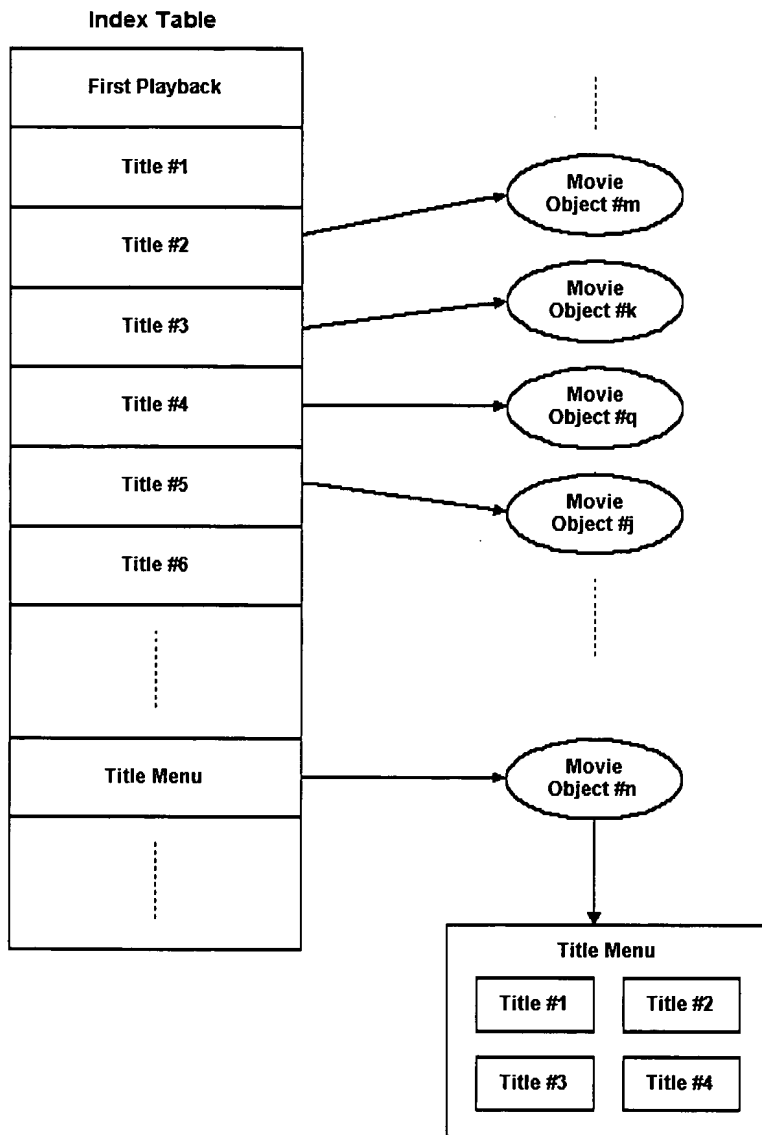 Index Table
First Playback
Title #1
Title #2
Title #3
Title #4
Title #5
Title #6
Title Menu
Movie
Object #m
Movie
Object #k
Movie
Object #q
Movie
Object #j
Movie
Object #n
Title Menu
Title #1
Title #2
Title #3
Title #4